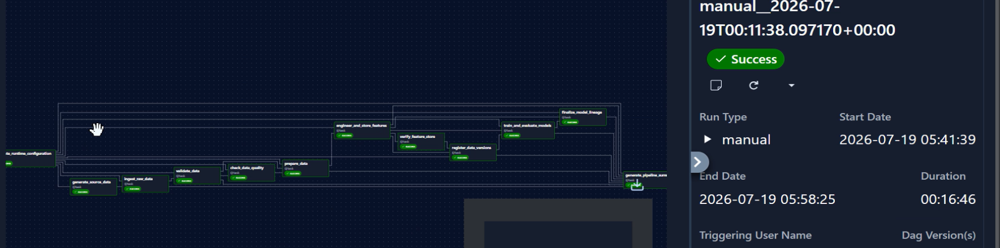 manual__2026-07-
19T00:11:38.097170+00:00
Success
Run Type
Start Date
manual
2026-07-19 05:41:39
End Date
Duration
2026-07-19 05:58:25
00:16:46
Triggering User Name
Dag Version(s)
finalize_model_lineage
@task
success
engineer_and_store_features
@task
success
train_and_evaluate_models
@task
success
verify_feature_store
@task
success
register_data_versions
@task
success
runtime_configuration
prepare_data
@task
success
check_data_quality
@task
success
validate_data
@task
success
ingest_raw_data
@task
success
generate_source_data
@task
success
generate_pipeline_summ
@task